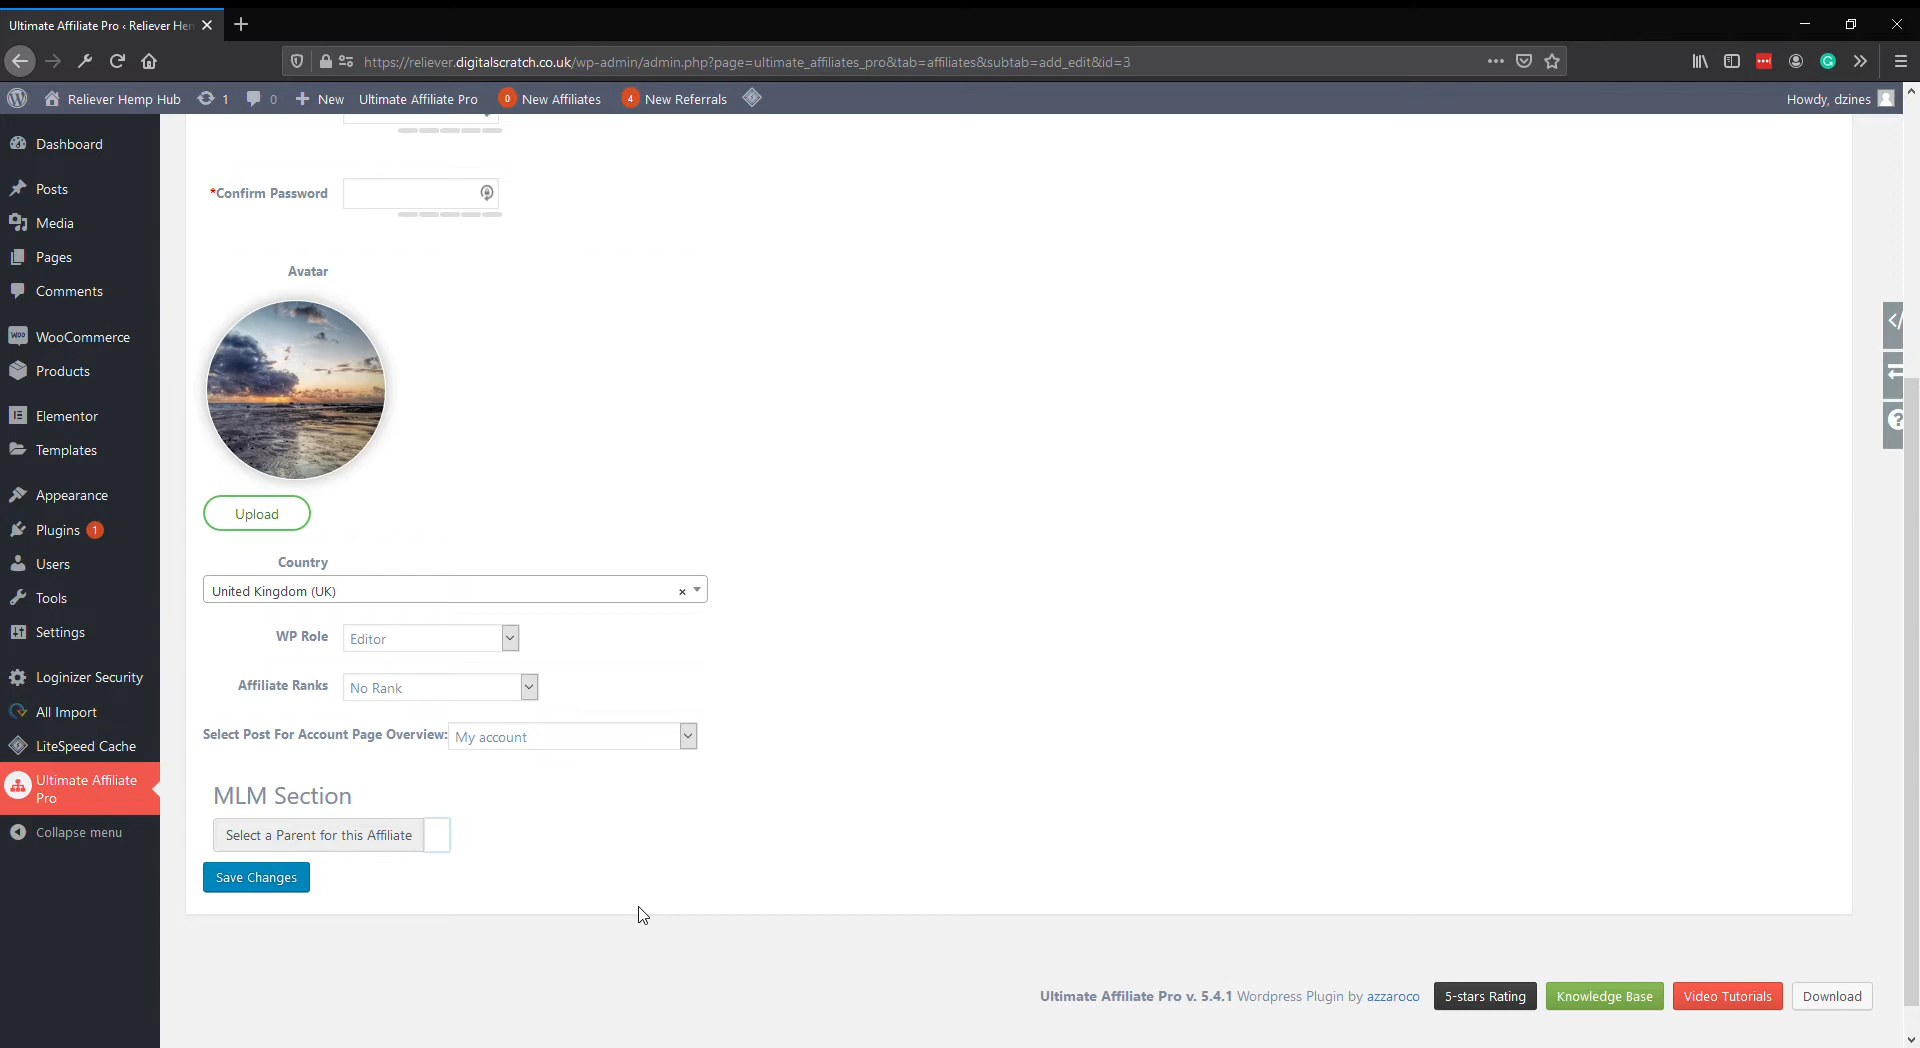 Ultimate Affiliate Pro ‹ Reliever Hem
https://reliever.digitalscratch.co.uk/wp-admin/admin.php?page=ultimate_affiliates_pro&tab=affiliates&subtab=add_edit&id=3
Reliever Hemp Hub 1 0 New Ultimate Affiliate Pro 0 New Affiliates 4 New Referrals Howdy, dzines
Dashboard
Posts
Media
Pages
Comments
WooCommerce
Products
Elementor
Templates
Appearance
Plugins 1
Users
Tools
Settings
Loginizer Security
All Import
LiteSpeed Cache
Ultimate Affiliate
Pro
Collapse menu
*Confirm Password
Avatar
Upload
Country
United Kingdom (UK)
WP Role Editor
Affiliate Ranks No Rank
Select Post For Account Page Overview: My account
MLM Section
Select a Parent for this Affiliate
Save Changes
Ultimate Affiliate Pro v. 5.4.1 Wordpress Plugin by azzaroco 5-stars Rating Knowledge Base Video Tutorials Download